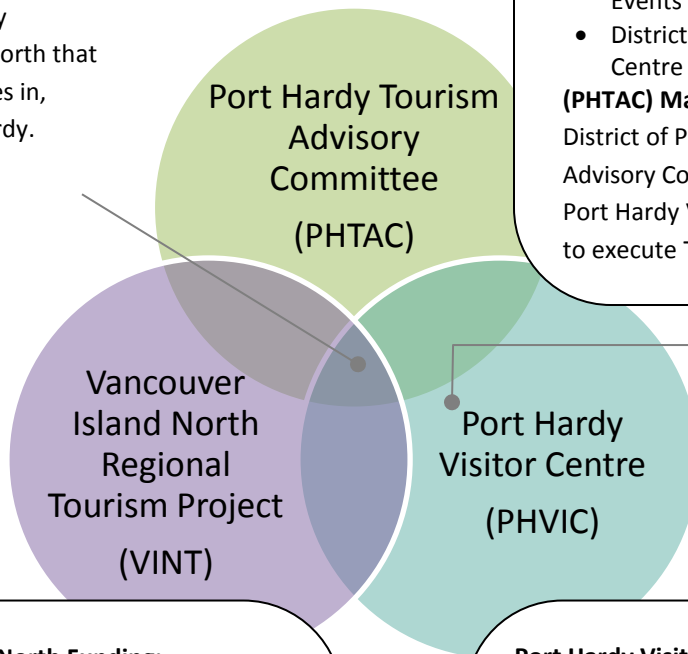 orth that
es in,
rdy.
Events
• District
Centre
(PHTAC) Ma
District of P
Advisory Co
Port Hardy V
to execute T
Port Hardy Tourism
Advisory
Committee
(PHTAC)
Vancouver
Island North
Regional
Tourism Project
(VINT)
Port Hardy
Visitor Centre
(PHVIC)